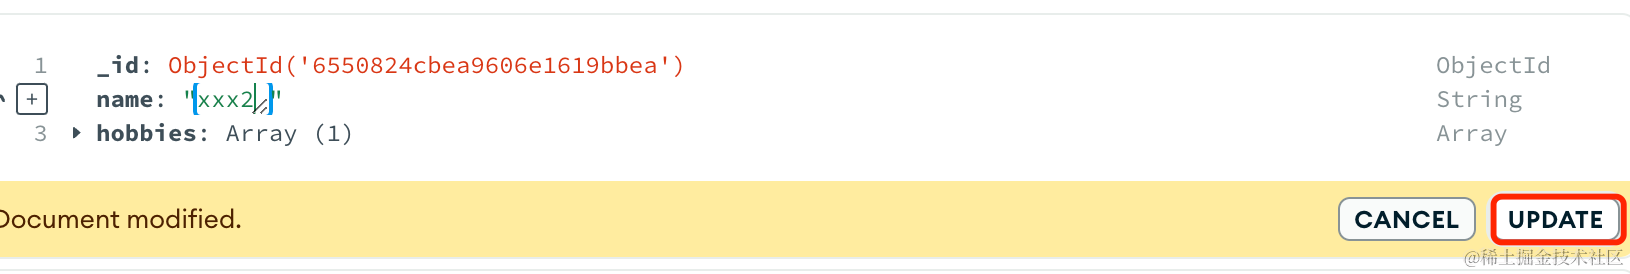 1 _id: ObjectId('6550824cbea9606e1619bbea') ObjectId
+ name: "xxx2" String
3 hobbies: Array (1) Array
Document modified. CANCEL UPDATE
@稀土掘金技术社区